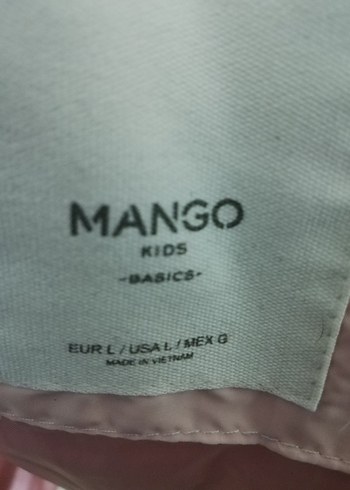 MANGO
KIDS
-BASICS-
EUR L / USA L / MEX G
MADE IN VIETNAM